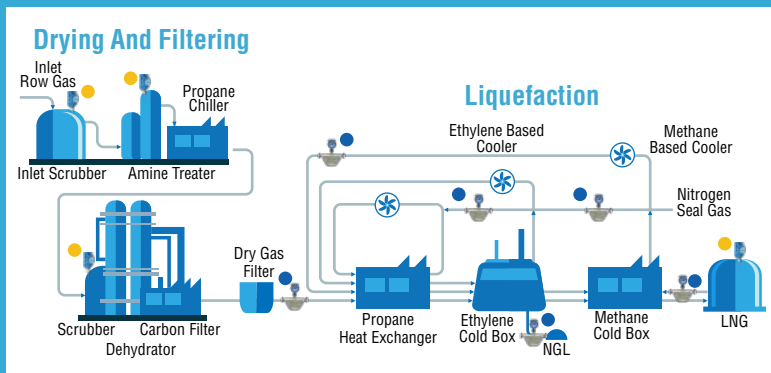 Drying And Filtering
Inlet
Row Gas
Propane
Chiller
Inlet Scrubber
Amine Treater
Liquefaction
Ethylene Based
Cooler
Methane
Based Cooler
Nitrogen
Seal Gas
Dry Gas
Filter
Scrubber
Carbon Filter
Dehydrator
Propane
Heat Exchanger
Ethylene
Cold Box
NGL
Methane
Cold Box
LNG